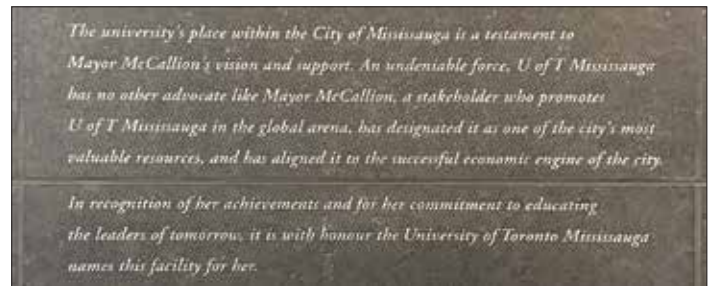 The university's place within the City of Mississauga is a testament to
Mayor McCallion's vision and support. An undeniable force, U of T Mississauga
has no other advocate like Mayor McCallion, a stakeholder who promotes
U of T Mississauga in the global arena, has designated it as one of the city's most
valuable resources, and has aligned it to the successful economic engine of the city.
In recognition of her achievements and for her commitment to educating
the leaders of tomorrow, it is with honour the University of Toronto Mississauga
names this facility for her.